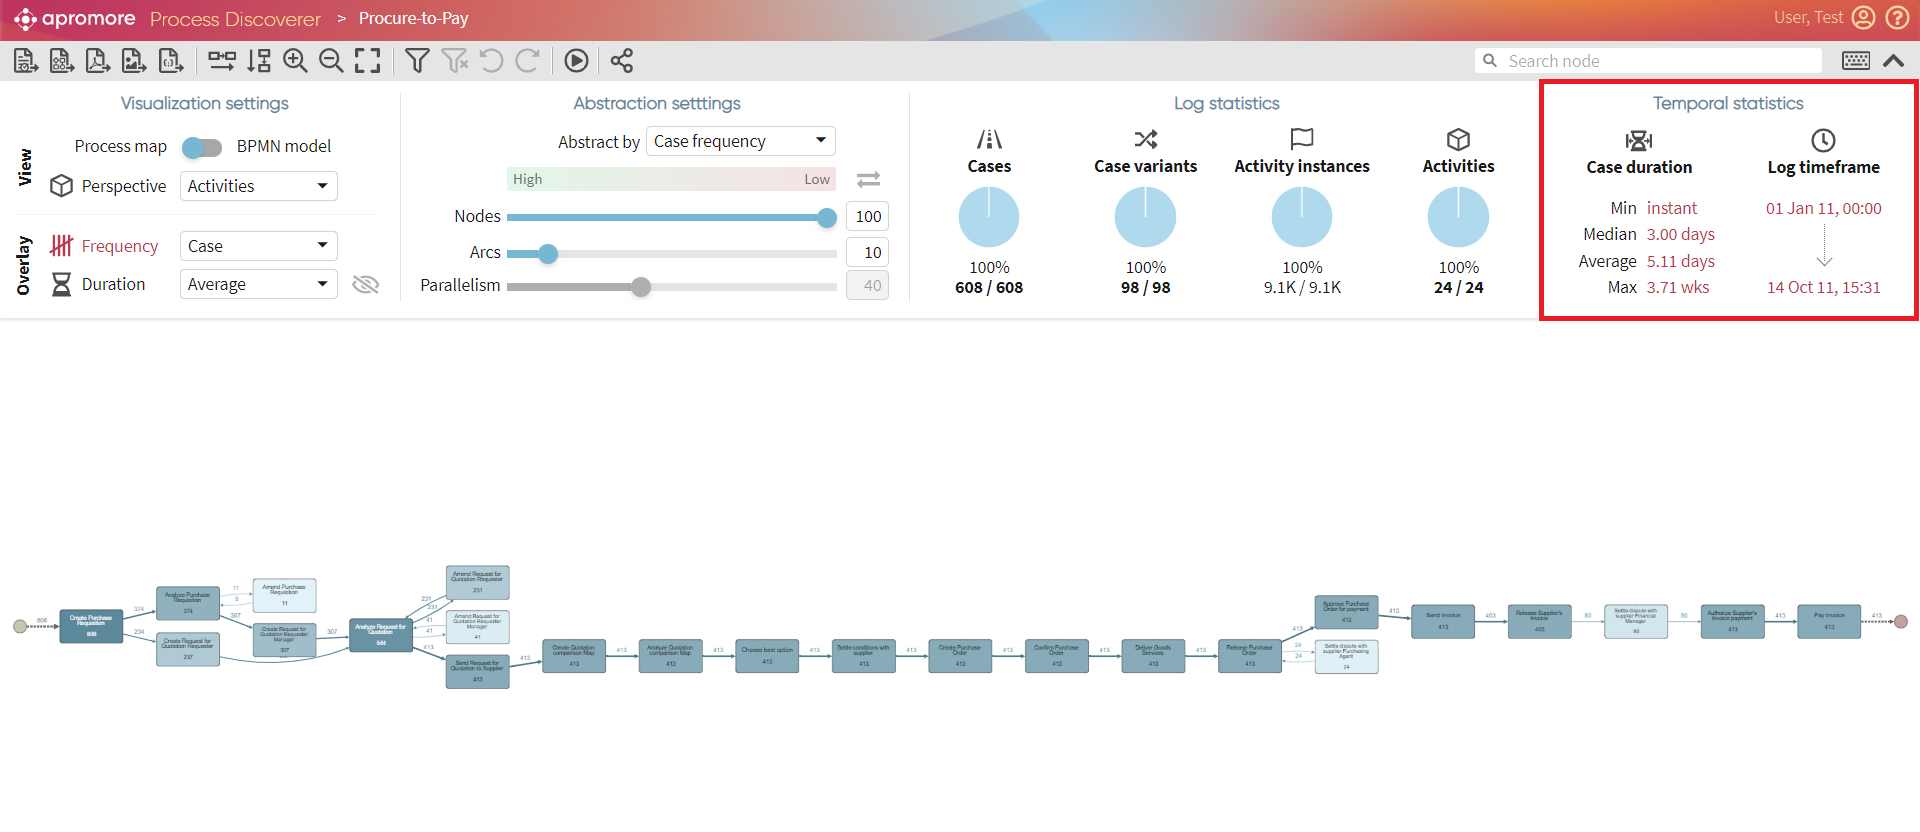 apromore Process Discoverer > Procure-to-Pay
User, Test
Search node
Visualization settings
View
Process map
BPMN model
Perspective
Activities
Overlay
Frequency
Case
Duration
Average
Abstraction setttings
Abstract by
Case frequency
High
Low
Nodes
100
Arcs
10
Parallelism
40
Log statistics
Cases
100%
608 / 608
Case variants
100%
98 / 98
Activity instances
100%
9.1K / 9.1K
Activities
100%
24 / 24
Temporal statistics
Case duration
Min instant
Median 3.00 days
Average 5.11 days
Max 3.71 wks
Log timeframe
01 Jan 11, 00:00
14 Oct 11, 15:31
608
Create Purchase
Requisition
608
374
234
Analyze Purchase
Requisition
374
11
8
Amend Purchase
Requisition
11
307
Create Request for
Quotation Requester
237
Create Request for
Quotation Requester
Manager
307
307
Analyze Request for
Quotation
544
231
231
41
41
413
Amend Request for
Quotation Requester
231
Amend Request for
Quotation Requester
Manager
41
Send Request for
Quotation to Supplier
413
413
Create Quotation
comparison Map
413
413
Analyze Quotation
comparison Map
413
413
Choose best option
413
413
Settle conditions with
supplier
413
413
Create Purchase
Order
413
413
Confirm Purchase
Order
413
413
Deliver Goods
Services
413
413
Release Purchase
Order
413
413
24
24
Approve Purchase
Order for payment
413
Settle dispute with
supplier Purchasing
Agent
24
413
Send invoice
413
403
Release Supplier's
Invoice
403
80
Settle dispute with
supplier Financial
Manager
80
80
Authorize Supplier's
Invoice payment
413
413
Pay invoice
413
413